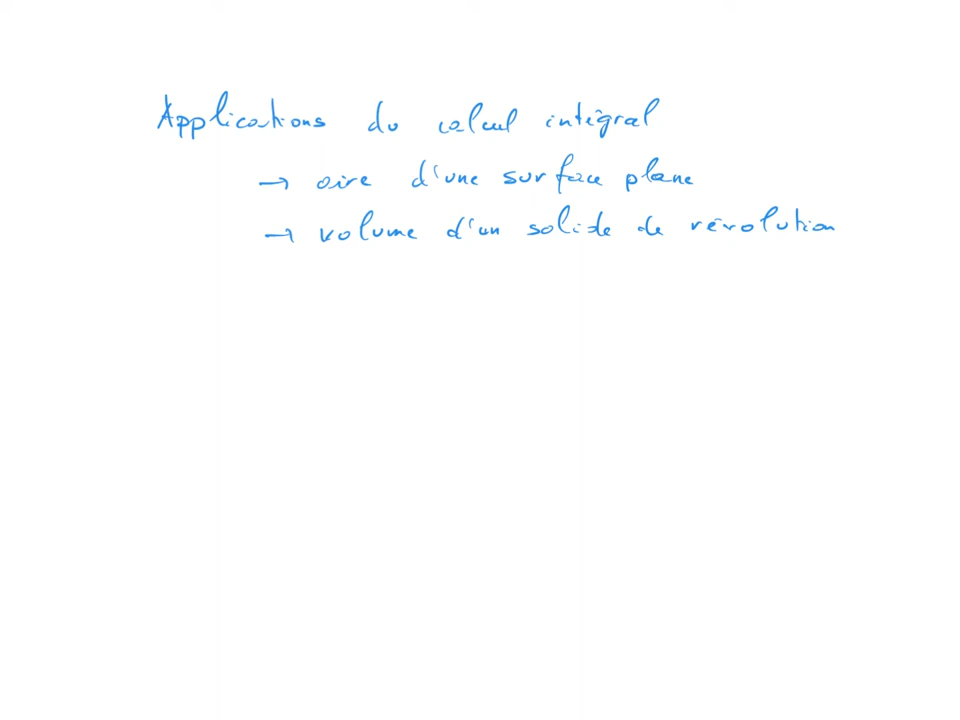 Applications du calcul intégral
→ aire d'une surface plane
→ volume d'un solide de révolution